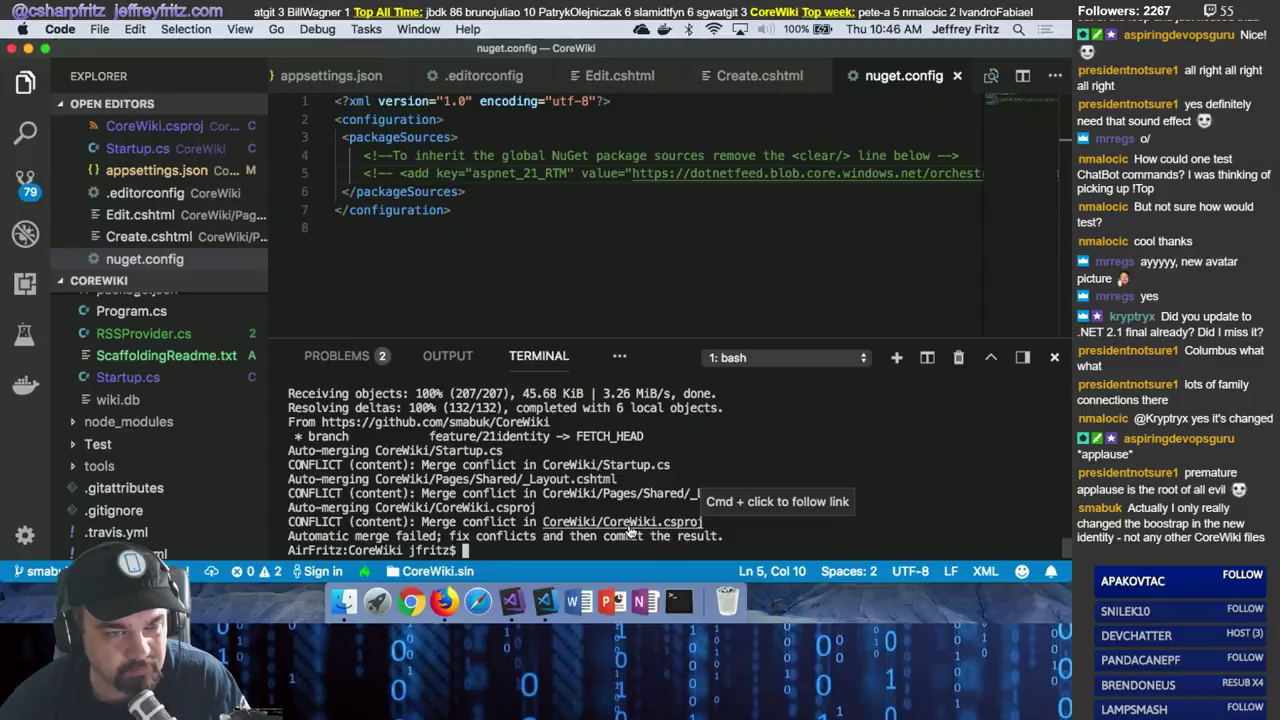 @csharpfritz jeffreyfritz.com
atgit 3 BillWagner 1 Top All Time: jbdk 86 brunojuliao 10 PatrykOlejniczak 6 slamidtfyn 6 sgwatgit 3 CoreWiki Top week: pete-a 5 nmalocic 2 IvandroFabiael
Followers: 2267
55
Code File Edit Selection View Go Debug Tasks Window Help
100% Thu 10:46 AM Jeffrey Fritz
nuget.config — CoreWiki
EXPLORER
OPEN EDITORS
CoreWiki.csproj Cor... C
Startup.cs CoreWiki C
appsettings.json Core... M
.editorconfig CoreWiki
Edit.cshtml CoreWiki/Pag...
Create.cshtml CoreWiki/P...
nuget.config
COREWIKI
Program.cs
RSSProvider.cs 2
ScaffoldingReadme.txt A
Startup.cs C
wiki.db
node_modules
Test
tools
.gitattributes
.gitignore
.travis.yml
79
appsettings.json .editorconfig Edit.cshtml Create.cshtml nuget.config
1 <?xml version="1.0" encoding="utf-8"?>
2 <configuration>
3 <packageSources>
4 <!--To inherit the global NuGet package sources remove the <clear/> line below -->
5 <!-- <add key="aspnet_21_RTM" value="https://dotnetfeed.blob.core.windows.net/orchest
6 </packageSources>
7 </configuration>
8
PROBLEMS 2 OUTPUT TERMINAL ••• 1: bash
Receiving objects: 100% (207/207), 45.68 KiB | 3.26 MiB/s, done.
Resolving deltas: 100% (132/132), completed with 6 local objects.
From https://github.com/smabuk/CoreWiki
* branch feature/21identity -> FETCH_HEAD
Auto-merging CoreWiki/Startup.cs
CONFLICT (content): Merge conflict in CoreWiki/Startup.cs
Auto-merging CoreWiki/Pages/Shared/_Layout.cshtml
CONFLICT (content): Merge conflict in CoreWiki/Pages/Shared/_
Cmd + click to follow link
Auto-merging CoreWiki/CoreWiki.csproj
CONFLICT (content): Merge conflict in CoreWiki/CoreWiki.csproj
Automatic merge failed; fix conflicts and then commit the result.
AirFritz:CoreWiki jfritz$
smabu 0 2 Sign in CoreWiki.sln Ln 5, Col 10 Spaces: 2 UTF-8 LF XML
aspiringdevopsguru Nice!
presidentnotsure1 all right all right
all right
presidentnotsure1 yes definitely
need that sound effect
mrregs o/
nmalocic How could one test
ChatBot commands? I was thinking of
picking up !Top
nmalocic But not sure how would
test?
nmalocic cool thanks
mrregs ayyyyy, new avatar
picture
mrregs yes
kryptryx Did you update to
.NET 2.1 final already? Did I miss it?
presidentnotsure1 Columbus what
what
presidentnotsure1 lots of family
connections there
nmalocic @Kryptryx yes it's changed
aspiringdevopsguru
*applause*
presidentnotsure1 premature
applause is the root of all evil
smabuk Actually I only really
changed the boostrap in the new
identity - not any other CoreWiki files
APAKOVTAC FOLLOW
SNILEK10 FOLLOW
DEVCHATTER HOST (3)
PANDACANEPF FOLLOW
BRENDONEUS RESUB X4
LAMPSMASH FOLLOW